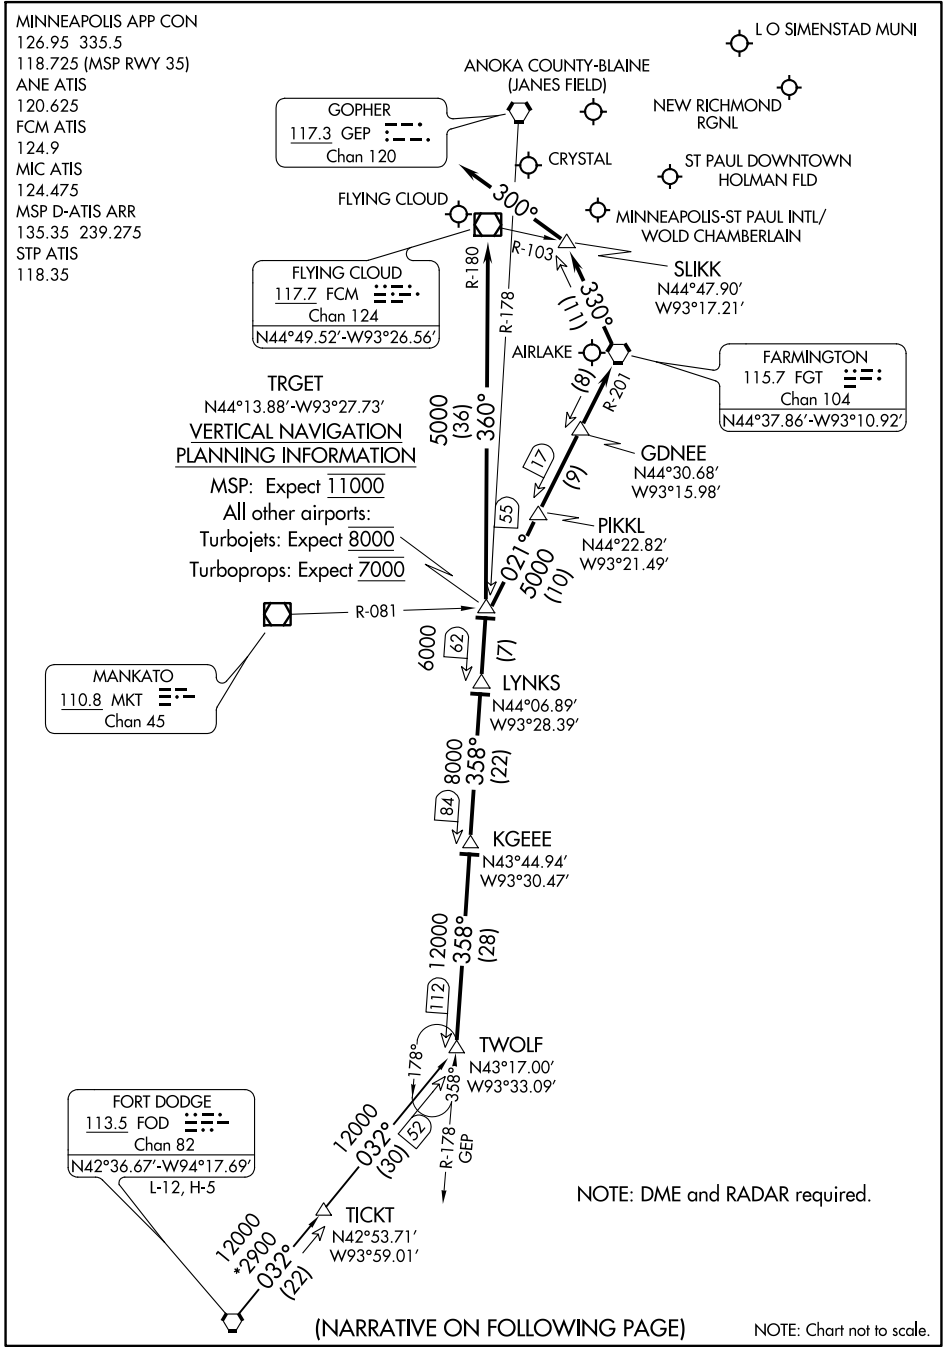 MINNEAPOLIS APP CON
126.95 335.5
118.725 (MSP RWY 35)
ANE ATIS
120.625
FCM ATIS
124.9
MIC ATIS
124.475
MSP D-ATIS ARR
135.35 239.275
STP ATIS
118.35
L O SIMENSTAD MUNI
ANOKA COUNTY-BLAINE
(JANES FIELD)
NEW RICHMOND
RGNL
GOPHER
117.3 GEP
Chan 120
CRYSTAL
ST PAUL DOWNTOWN
HOLMAN FLD
FLYING CLOUD
300°
MINNEAPOLIS-ST PAUL INTL/
WOLD CHAMBERLAIN
R-103
R-180
R-178
SLIKK
N44°47.90'
W93°17.21'
FLYING CLOUD
117.7 FCM
Chan 124
N44°49.52'-W93°26.56'
330°
(11)
AIRLAKE
FARMINGTON
115.7 FGT
Chan 104
N44°37.86'-W93°10.92'
TRGET
N44°13.88'-W93°27.73'
VERTICAL NAVIGATION
PLANNING INFORMATION
MSP: Expect 11000
All other airports:
Turbojets: Expect 8000
Turboprops: Expect 7000
5000
(36)
360°
(8)
R-201
GDNEE
N44°30.68'
W93°15.98'
17
(9)
PIKKL
N44°22.82'
W93°21.49'
55
021°
5000
(10)
R-081
MANKATO
110.8 MKT
Chan 45
6000
62
(7)
LYNKS
N44°06.89'
W93°28.39'
8000
358°
(22)
84
KGEEE
N43°44.94'
W93°30.47'
12000
358°
(28)
112
TWOLF
N43°17.00'
W93°33.09'
178°
358°
R-178
GEP
FORT DODGE
113.5 FOD
Chan 82
N42°36.67'-W94°17.69'
L-12, H-5
12000
032°
(30)
52
TICKT
N42°53.71'
W93°59.01'
12000
*2900
032°
(22)
NOTE: DME and RADAR required.
(NARRATIVE ON FOLLOWING PAGE)
NOTE: Chart not to scale.